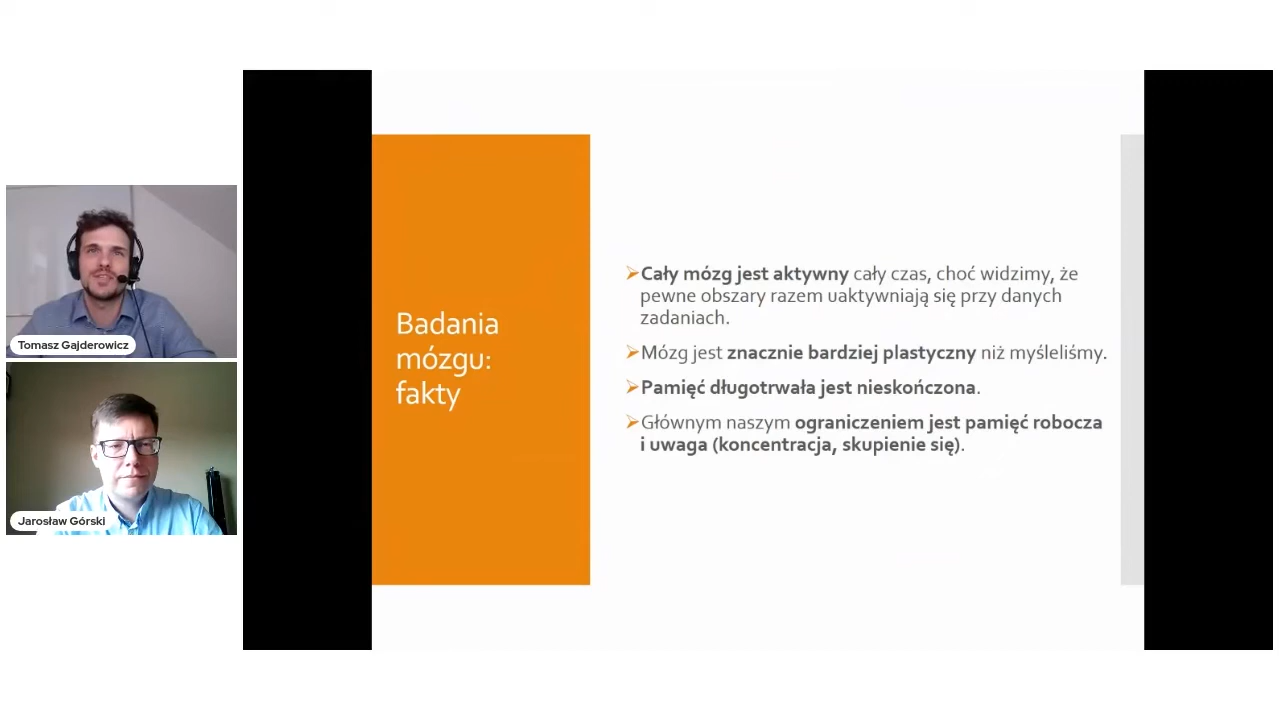 Tomasz Gajderowicz
Jarosław Górski
Badania
mózgu:
fakty
➢Cały mózg jest aktywny cały czas, choć widzimy, że
pewne obszary razem uaktywniają się przy danych
zadaniach.
➢Mózg jest znacznie bardziej plastyczny niż myśleliśmy.
➢Pamięć długotrwała jest nieskończona.
➢Głównym naszym ograniczeniem jest pamięć robocza
i uwaga (koncentracja, skupienie się).